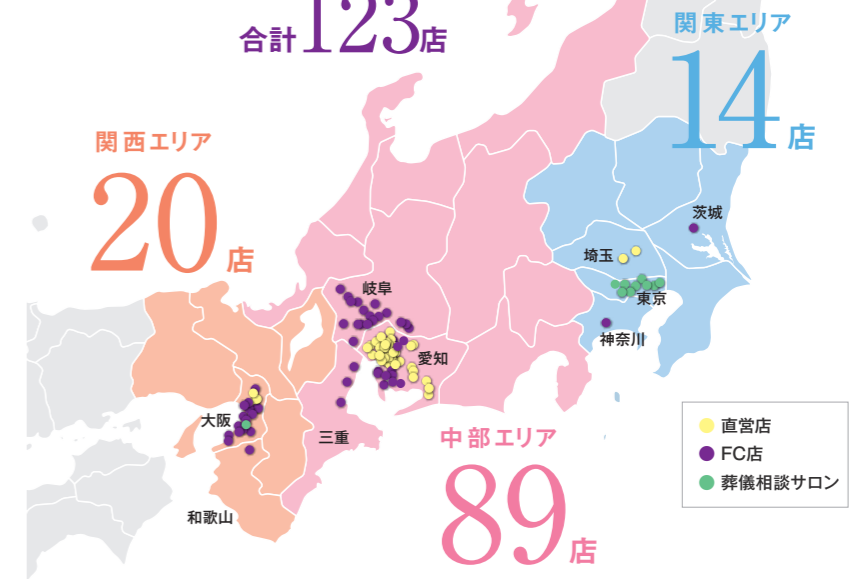 合計123店
関東エリア
14店
関西エリア
20店
茨城
埼玉
東京
神奈川
岐阜
愛知
大阪
三重
和歌山
中部エリア
89店
直営店
FC店
葬儀相談サロン